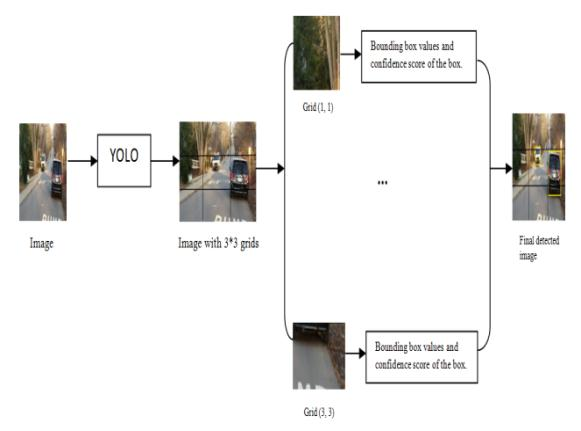 Bounding box values and
confidence score of the box.
Grid (1, 1)
YOLO
...
Image
Image with 3*3 grids
Final detected
image
Bounding box values and
confidence score of the box.
Grid (3, 3)